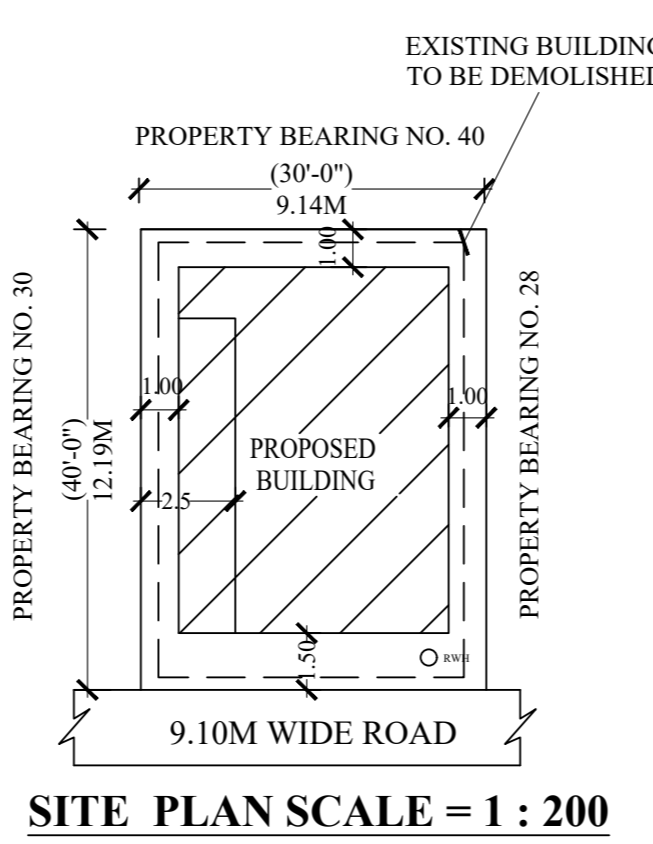 EXISTING BUILDING
TO BE DEMOLISHED
PROPERTY BEARING NO. 40
(30'-0")
9.14M
1.00
PROPERTY BEARING NO. 30
(40'-0")
12.19M
1.00
1.00
PROPERTY BEARING NO. 28
PROPOSED
BUILDING
2.5
1.50
RWH
9.10M WIDE ROAD
SITE PLAN SCALE = 1 : 200